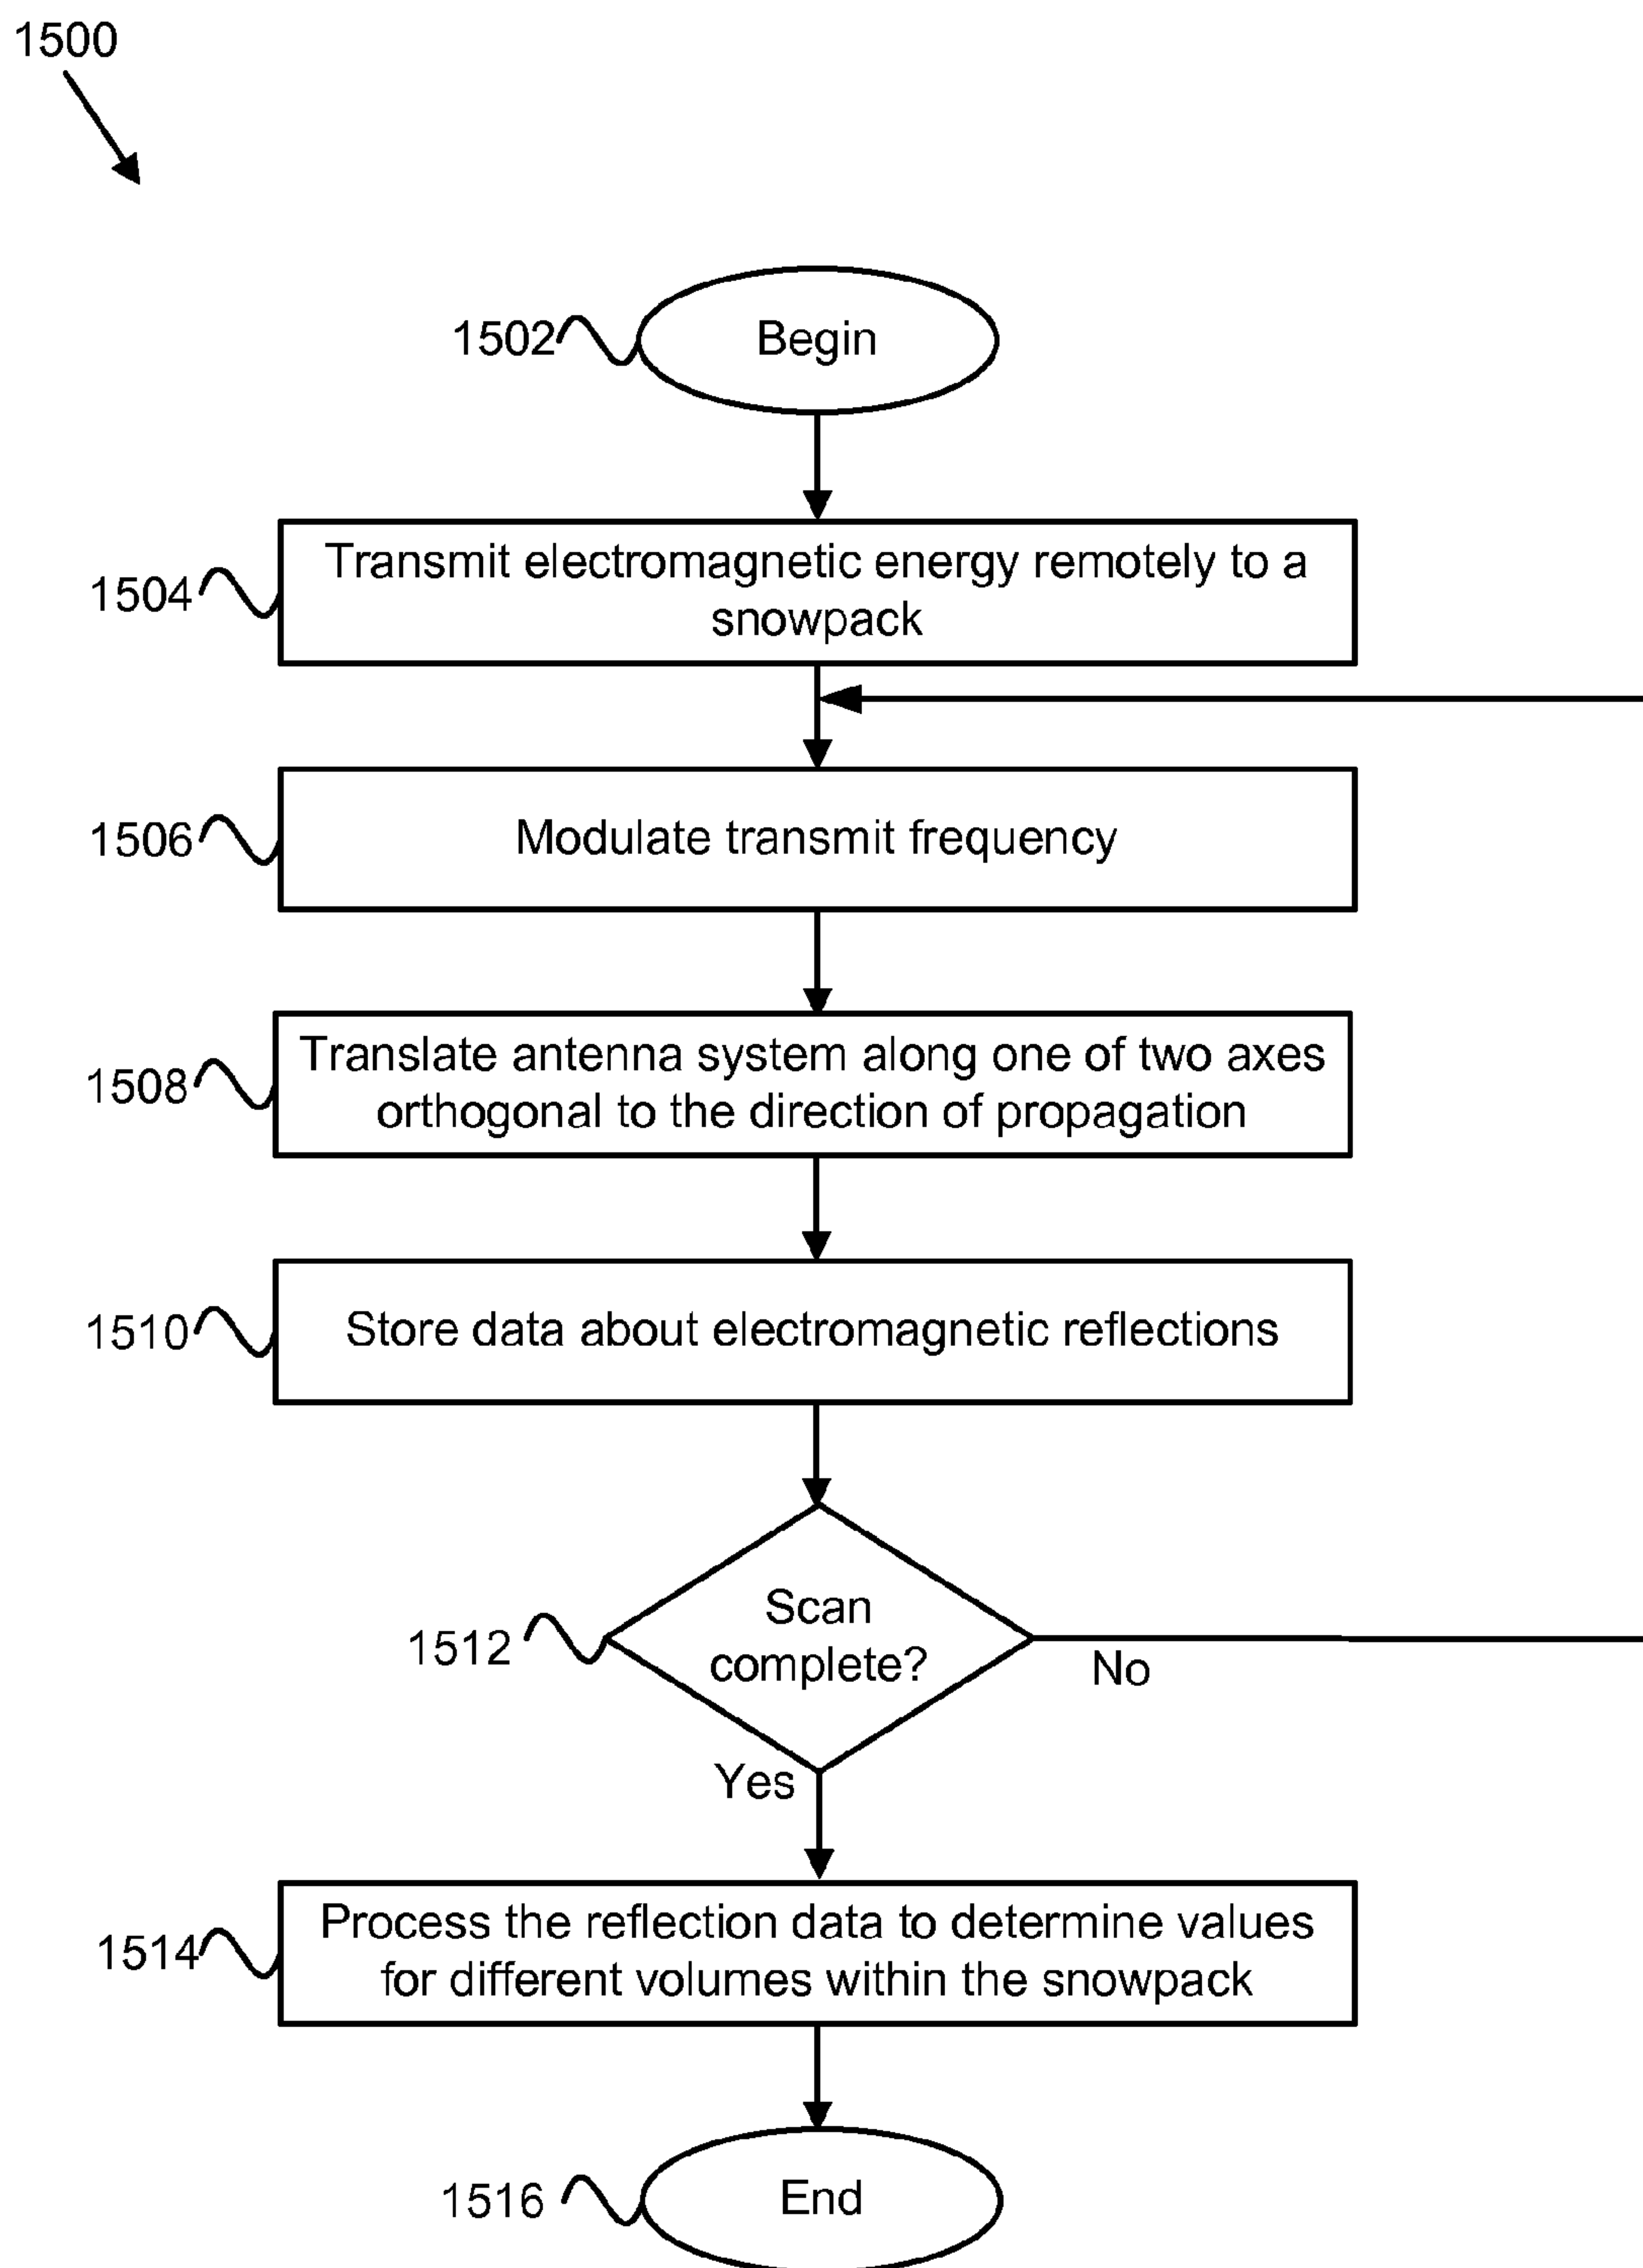 1500
1502
Begin
1504
Transmit electromagnetic energy remotely to a
snowpack
1506
Modulate transmit frequency
1508
Translate antenna system along one of two axes
orthogonal to the direction of propagation
1510
Store data about electromagnetic reflections
1512
Scan
complete?
No
Yes
1514
Process the reflection data to determine values
for different volumes within the snowpack
1516
End